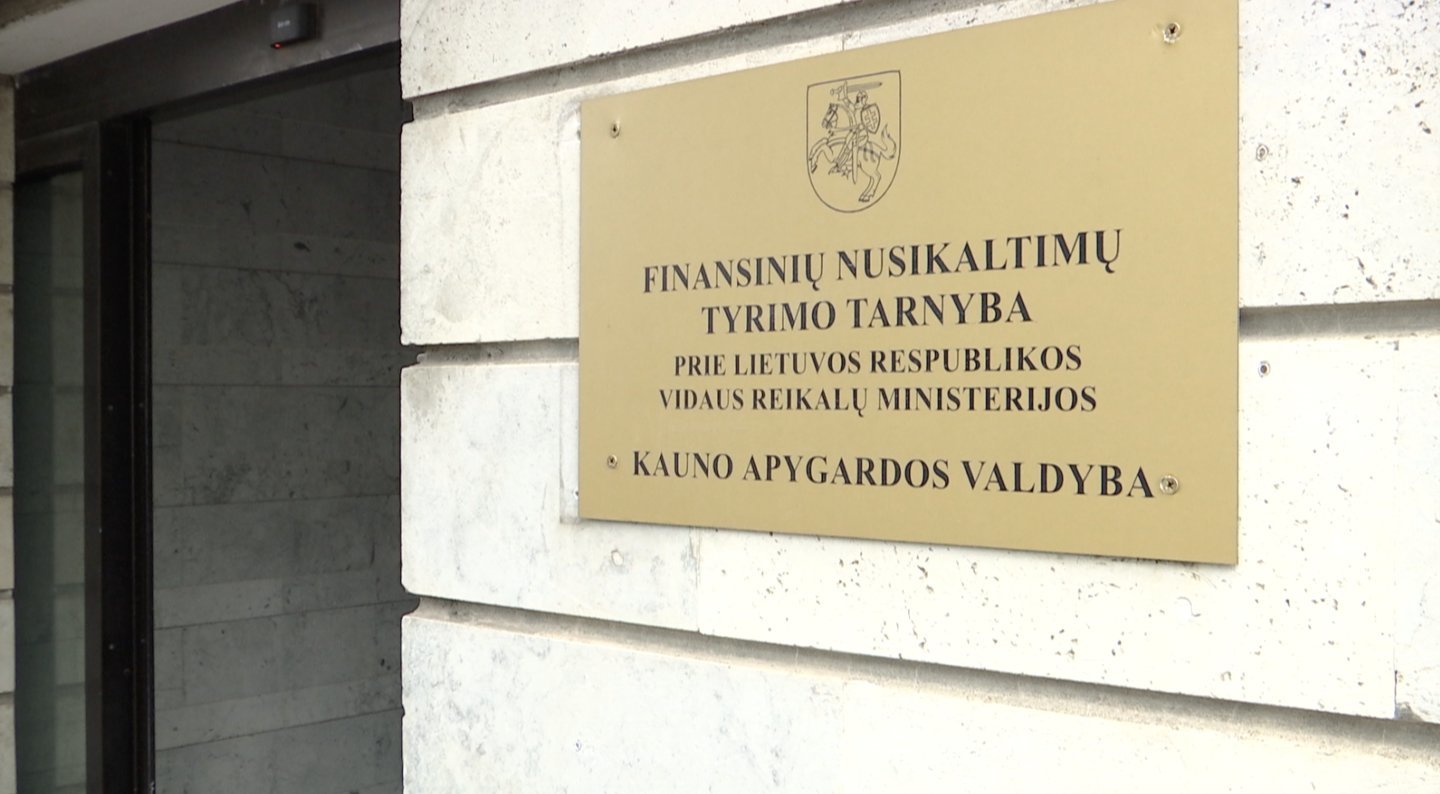 FINANSINIŲ NUSIKALTIMŲ
TYRIMO TARNYBA
PRIE LIETUVOS RESPUBLIKOS
VIDAUS REIKALŲ MINISTERIJOS
KAUNO APYGARDOS VALDYBA